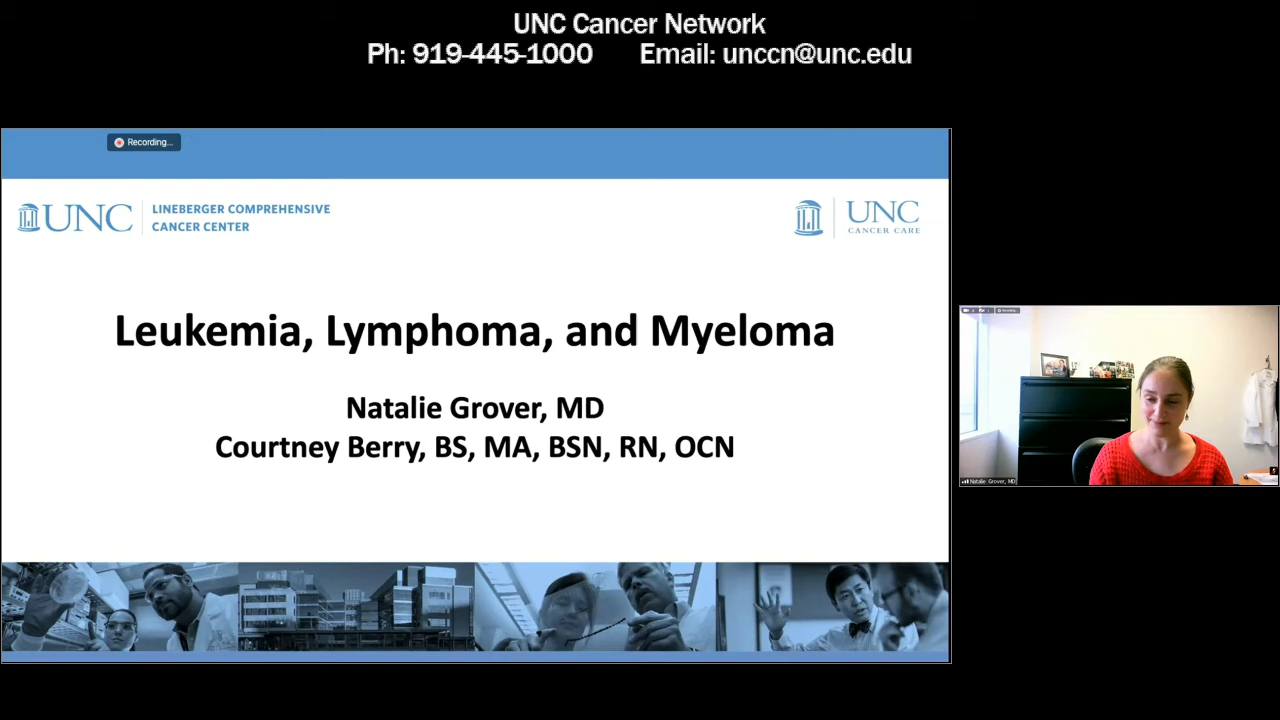 UNC Cancer Network
Ph: 919-445-1000 Email: unccn@unc.edu
Recording...
UNC LINEBERGER COMPREHENSIVE
CANCER CENTER
UNC
CANCER CARE
Leukemia, Lymphoma, and Myeloma
Natalie Grover, MD
Courtney Berry, BS, MA, BSN, RN, OCN
Recording...
Natalie Grover, MD